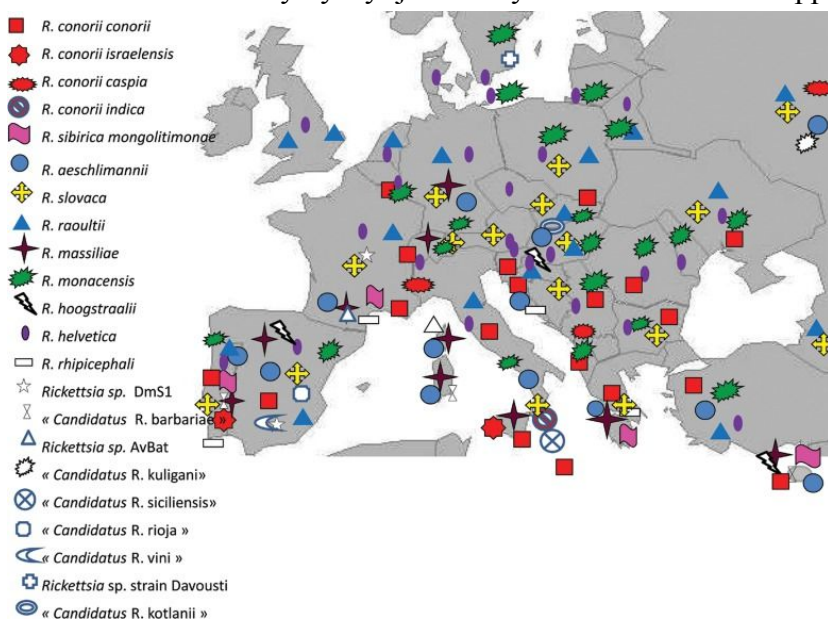 R. conorii conorii
R. conorii israelensis
R. conorii caspia
R. conorii indica
R. sibirica mongolitimonae
R. aeschlimannii
R. slovaca
R. raoultii
R. massiliae
R. monacensis
R. hoogstraalii
R. helvetica
R. rhipicephali
Rickettsia sp. DmS1
« Candidatus R. barbariae »
Rickettsia sp. AvBat
« Candidatus R. kuligani»
« Candidatus R. siciliensis»
« Candidatus R. rioja »
« Candidatus R. vini »
Rickettsia sp. strain Davousti
« Candidatus R. kotlanii »